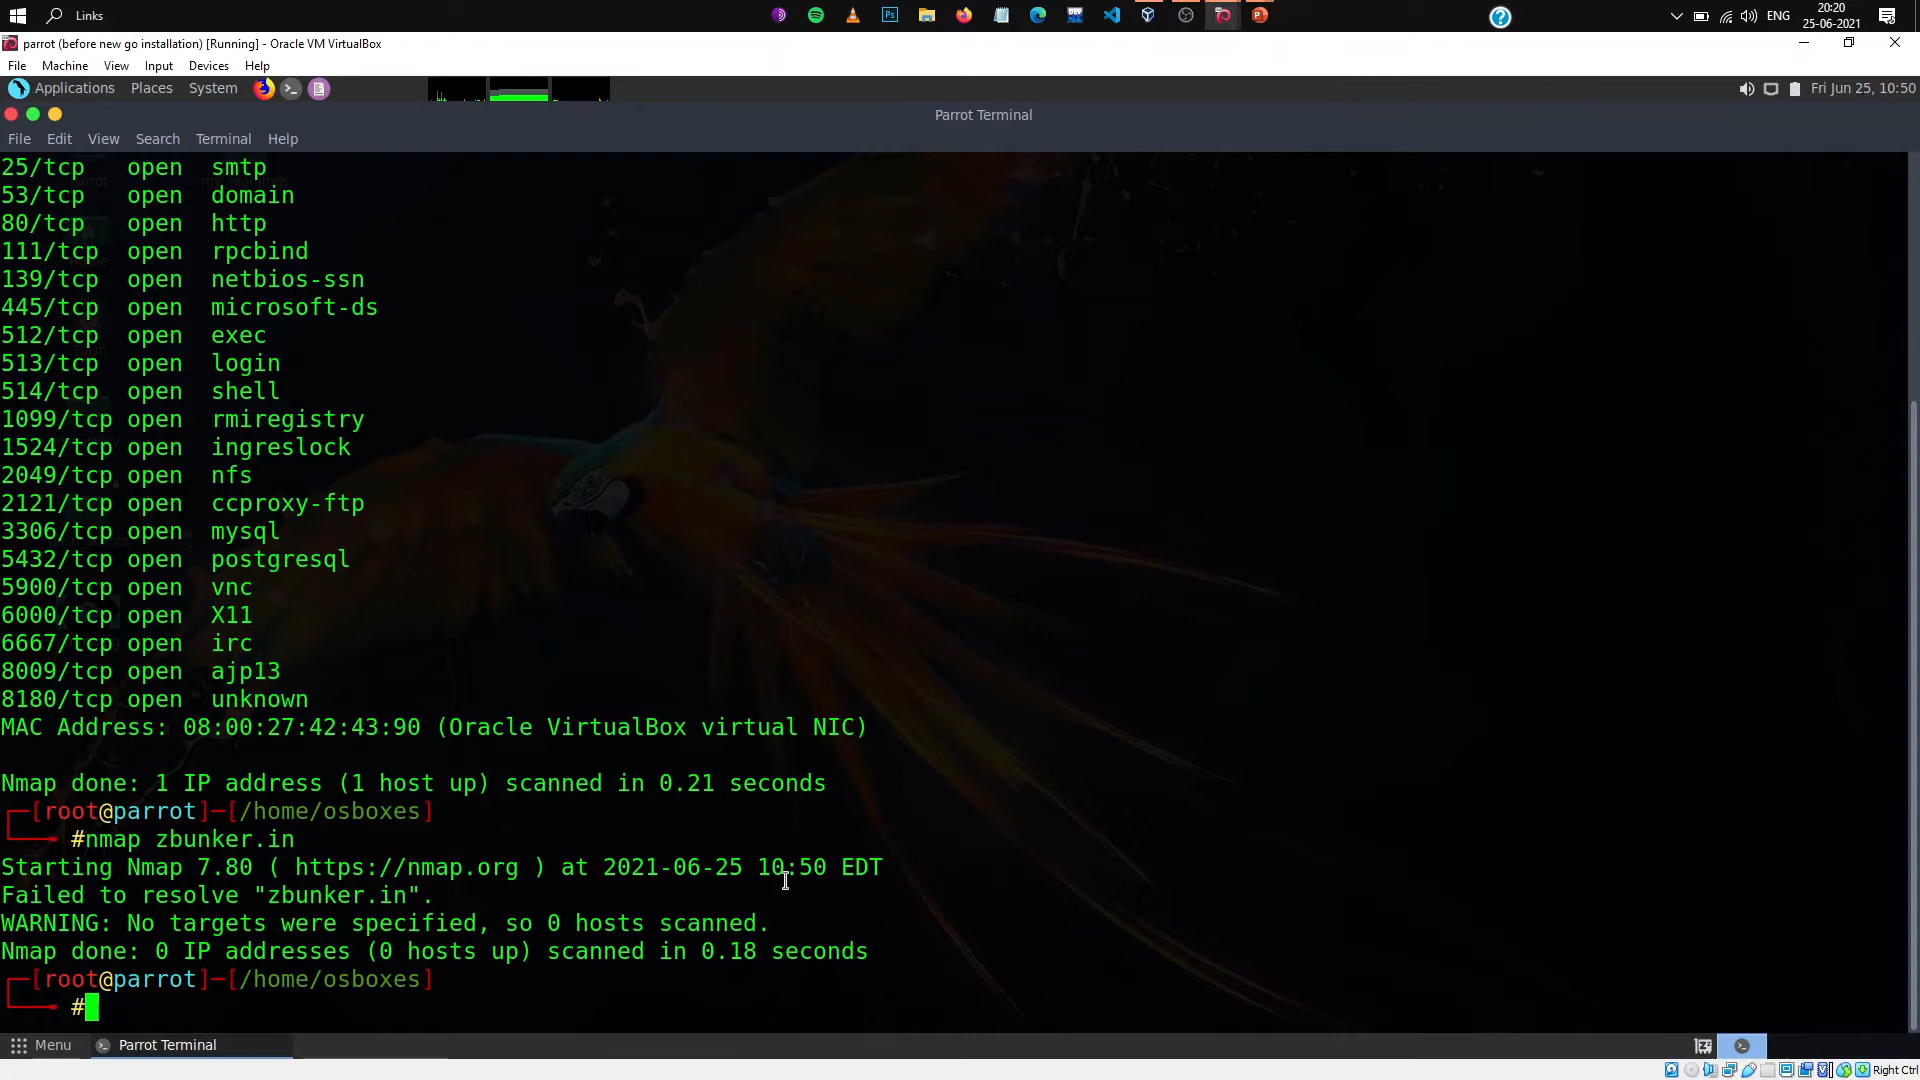 Links
ENG
20:20
25-06-2021
parrot (before new go installation) [Running] - Oracle VM VirtualBox
File Machine View Input Devices Help
Applications Places System
Fri Jun 25, 10:50
Parrot Terminal
File Edit View Search Terminal Help
25/tcp open smtp
53/tcp open domain
80/tcp open http
111/tcp open rpcbind
139/tcp open netbios-ssn
445/tcp open microsoft-ds
512/tcp open exec
513/tcp open login
514/tcp open shell
1099/tcp open rmiregistry
1524/tcp open ingreslock
2049/tcp open nfs
2121/tcp open ccproxy-ftp
3306/tcp open mysql
5432/tcp open postgresql
5900/tcp open vnc
6000/tcp open X11
6667/tcp open irc
8009/tcp open ajp13
8180/tcp open unknown
MAC Address: 08:00:27:42:43:90 (Oracle VirtualBox virtual NIC)
Nmap done: 1 IP address (1 host up) scanned in 0.21 seconds
┌─[root@parrot]─[/home/osboxes]
└──╼ #nmap zbunker.in
Starting Nmap 7.80 ( https://nmap.org ) at 2021-06-25 10:50 EDT
Failed to resolve "zbunker.in".
WARNING: No targets were specified, so 0 hosts scanned.
Nmap done: 0 IP addresses (0 hosts up) scanned in 0.18 seconds
┌─[root@parrot]─[/home/osboxes]
└──╼ #
Menu Parrot Terminal
Right Ctrl